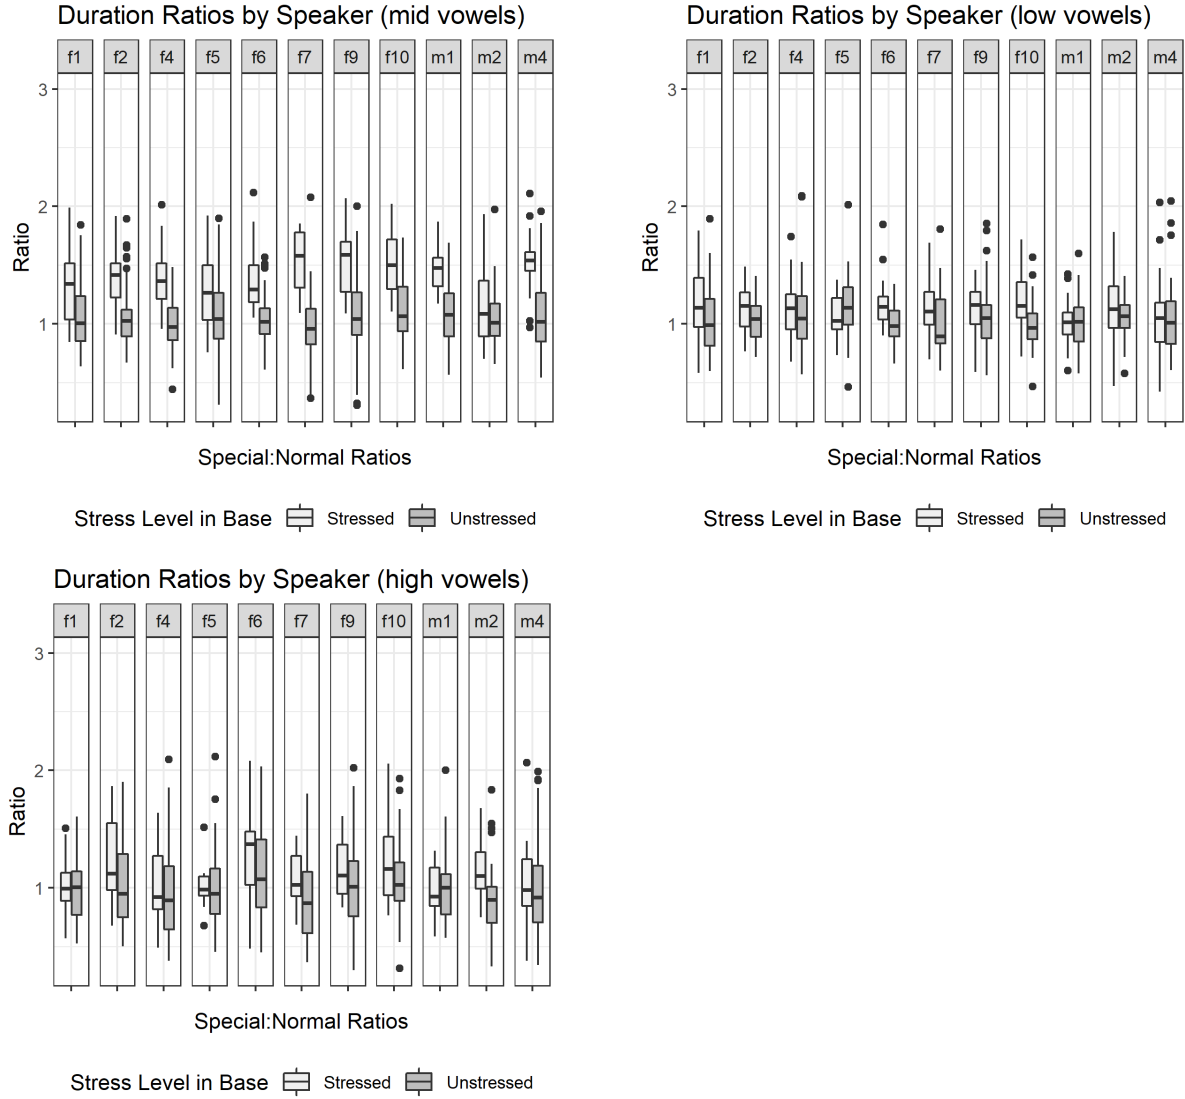 Duration Ratios by Speaker (mid vowels)
f1 f2 f4 f5 f6 f7 f9 f10 m1 m2 m4
3
2
1
Ratio
Special:Normal Ratios
Stress Level in Base Stressed Unstressed
Duration Ratios by Speaker (low vowels)
f1 f2 f4 f5 f6 f7 f9 f10 m1 m2 m4
3
2
1
Ratio
Special:Normal Ratios
Stress Level in Base Stressed Unstressed
Duration Ratios by Speaker (high vowels)
f1 f2 f4 f5 f6 f7 f9 f10 m1 m2 m4
3
2
1
Ratio
Special:Normal Ratios
Stress Level in Base Stressed Unstressed